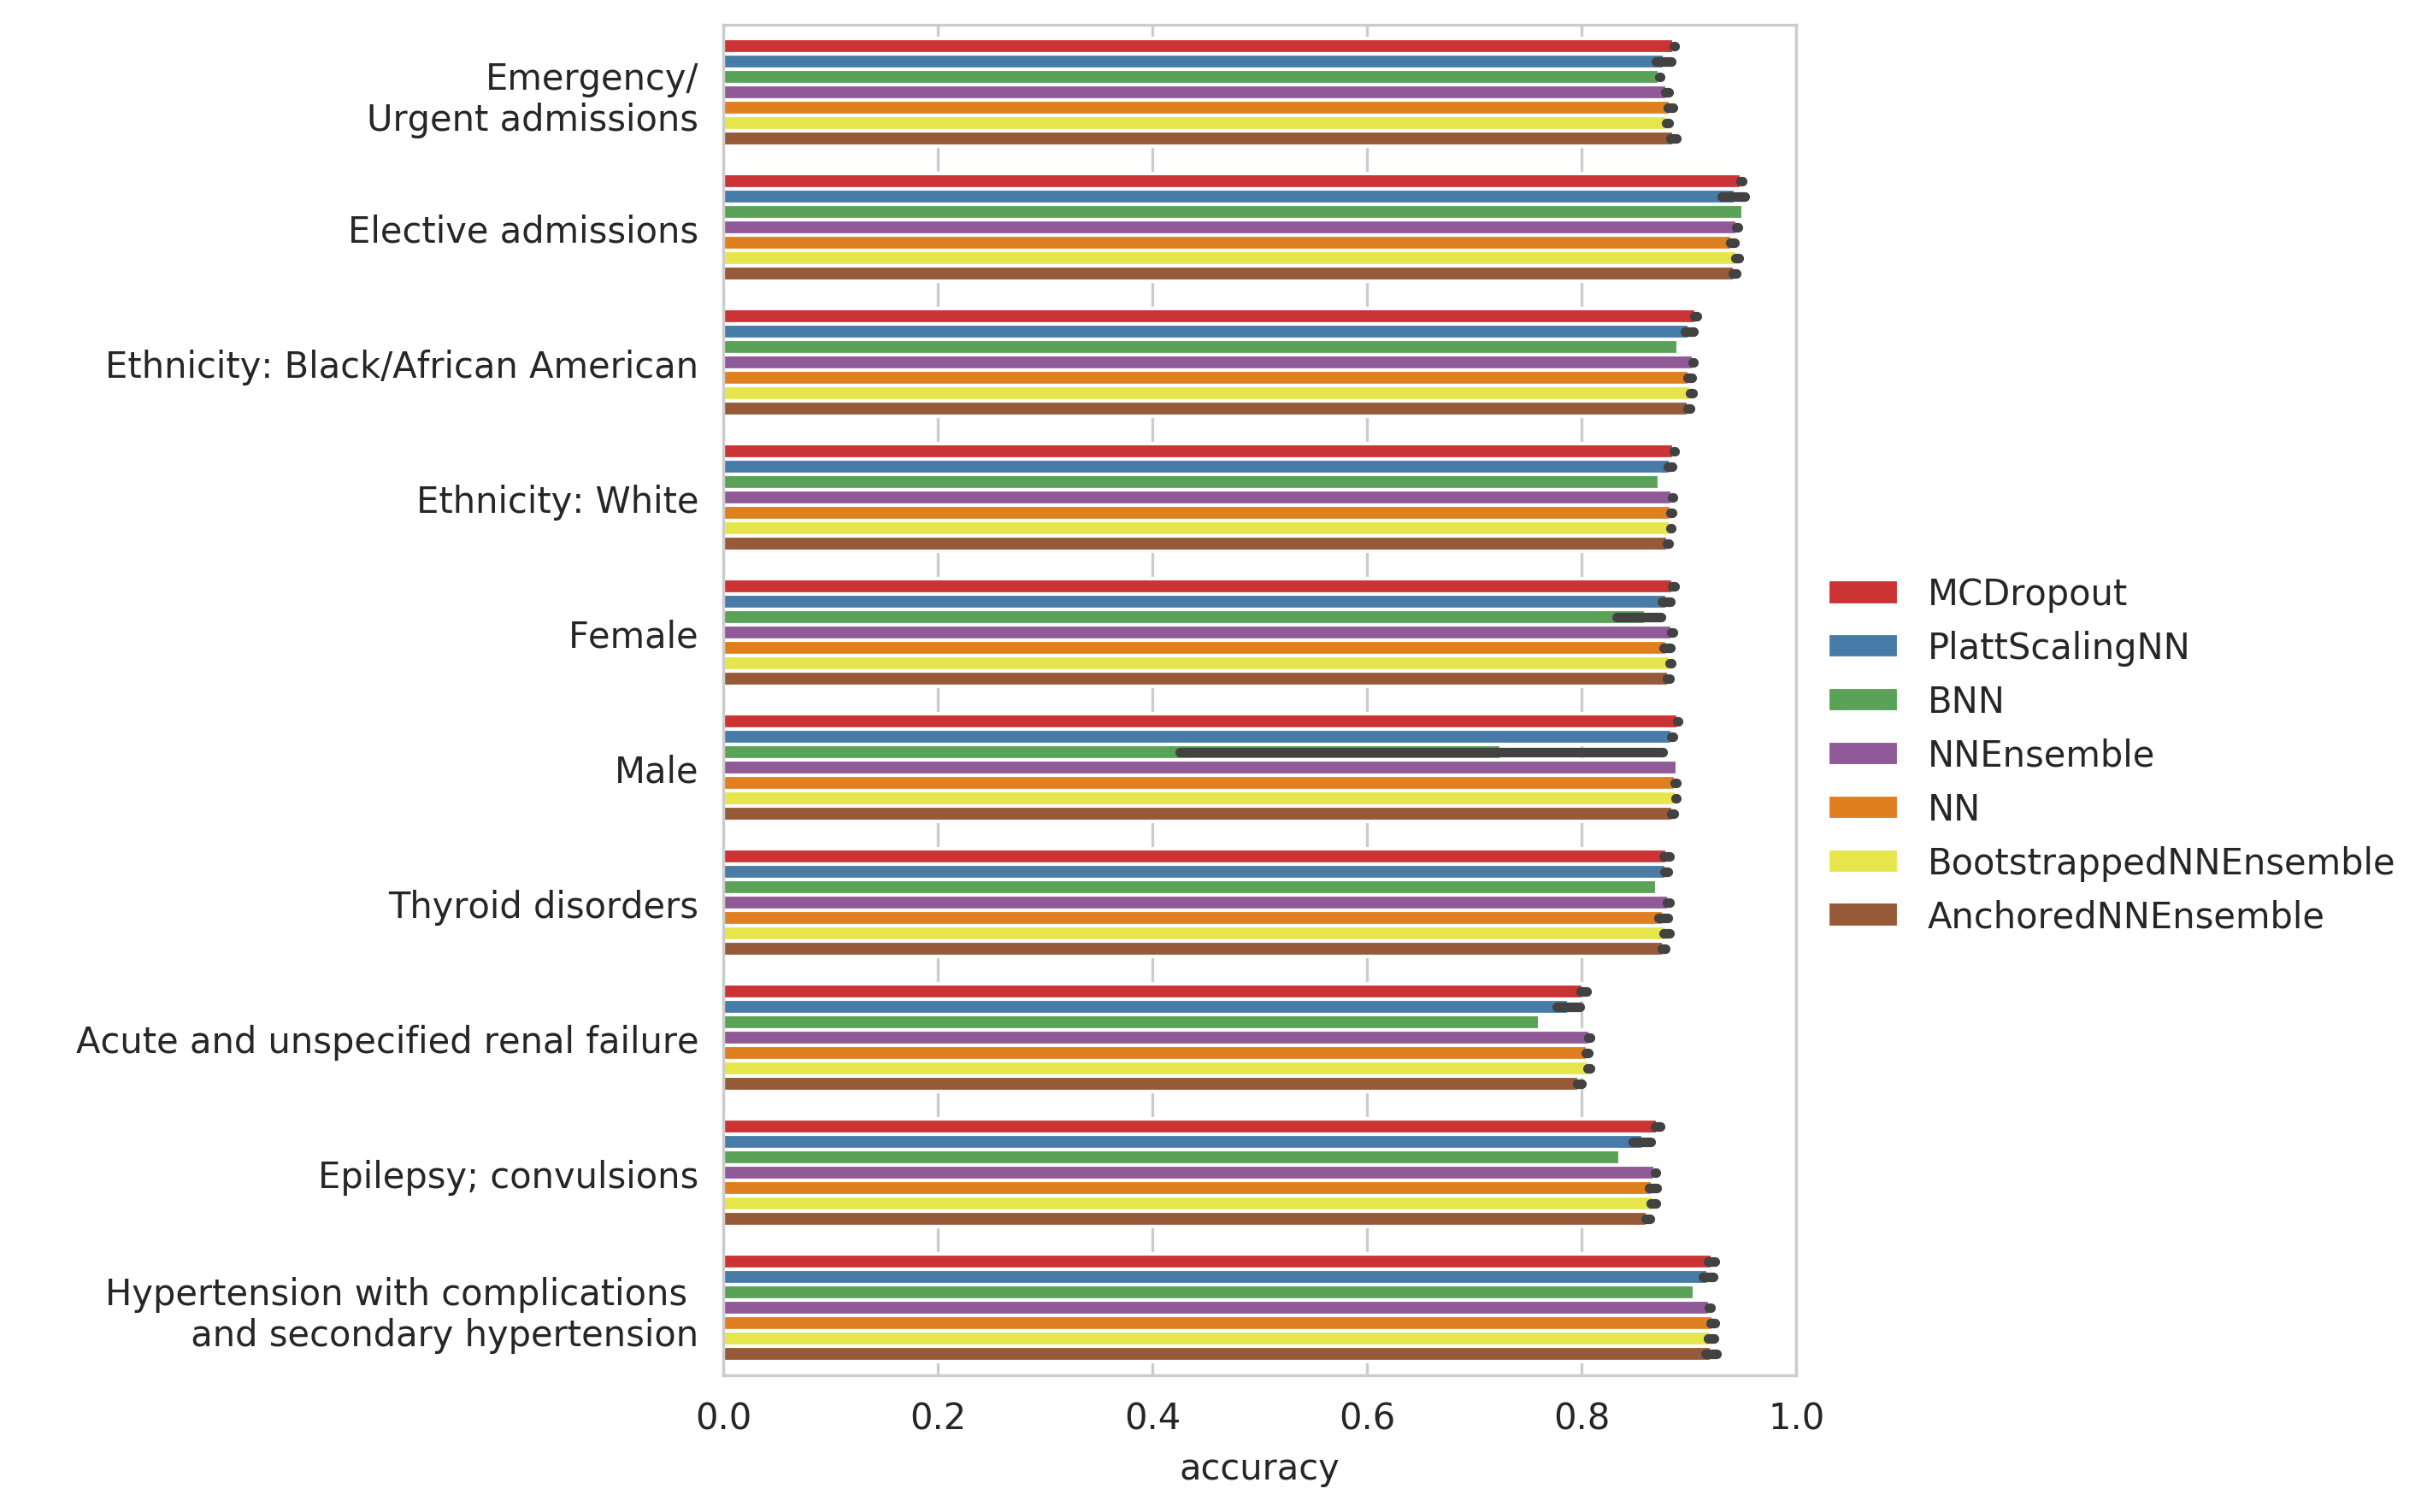 Emergency/
Urgent admissions
Elective admissions
Ethnicity: Black/African American
Ethnicity: White
Female
Male
Thyroid disorders
Acute and unspecified renal failure
Epilepsy; convulsions
Hypertension with complications
and secondary hypertension
0.0 0.2 0.4 0.6 0.8 1.0
accuracy
MCDropout
PlattScalingNN
BNN
NNEnsemble
NN
BootstrappedNNEnsemble
AnchoredNNEnsemble